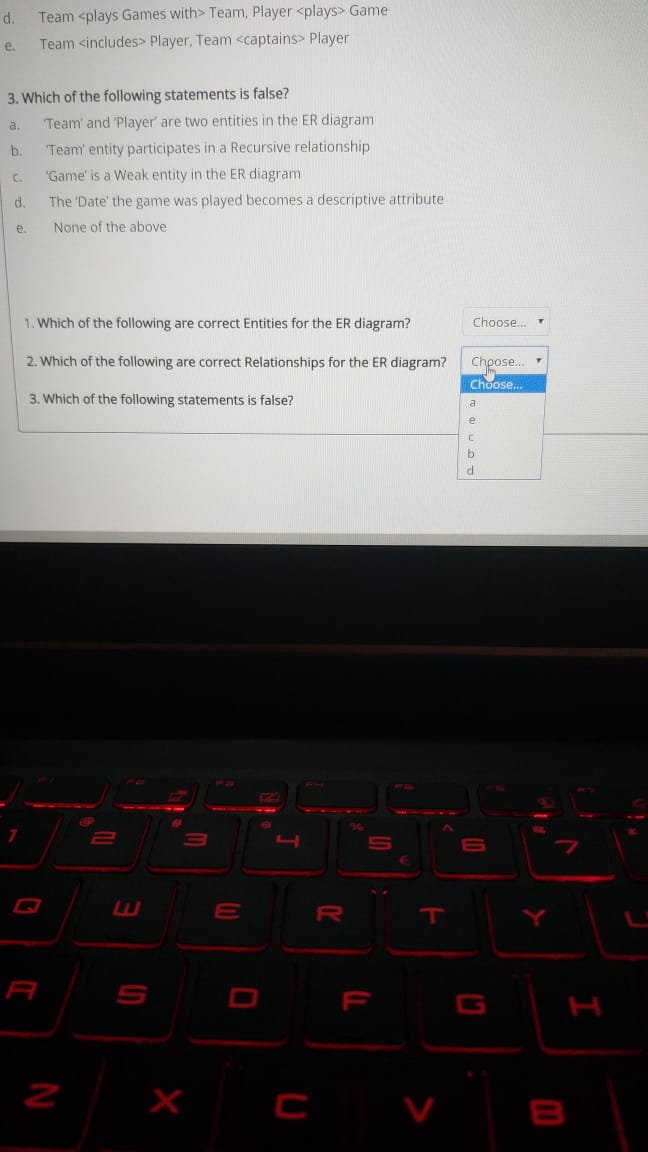 d. Team <plays Games with> Team, Player <plays> Game
e. Team <includes> Player, Team <captains> Player
3. Which of the following statements is false?
a. 'Team' and 'Player' are two entities in the ER diagram
b. 'Team' entity participates in a Recursive relationship
c. 'Game' is a Weak entity in the ER diagram
d. The 'Date' the game was played becomes a descriptive attribute
e. None of the above
1. Which of the following are correct Entities for the ER diagram? Choose...
2. Which of the following are correct Relationships for the ER diagram? Choose...
Choose...
3. Which of the following statements is false?
a
e
c
b
d
@ # % ^ &
1 2 3 4 5 € 6 7
Q W E R T Y
A S D F G H
Z X C V B